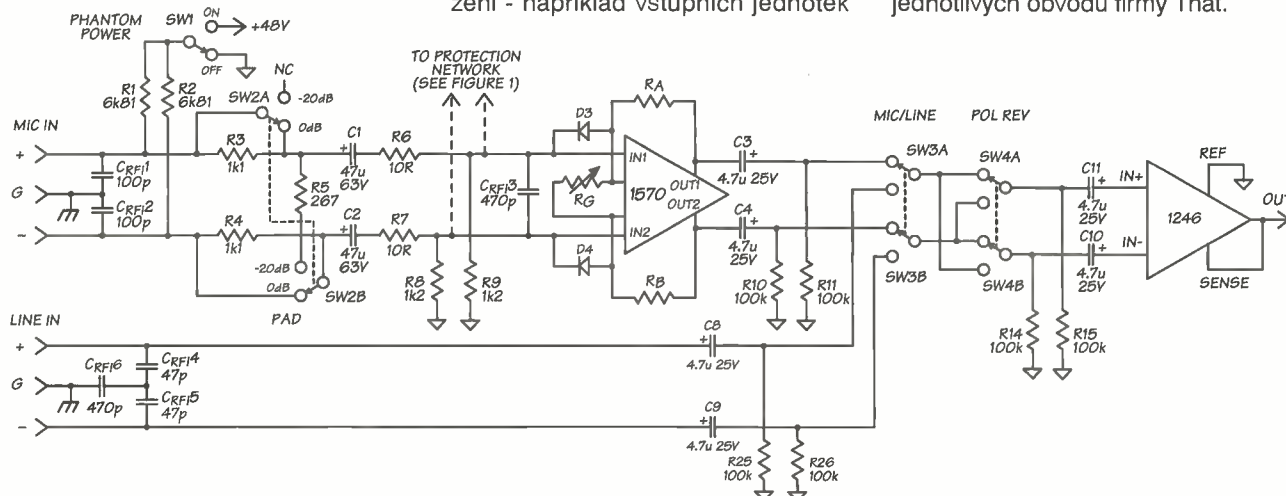 zení - například vstupních jednotek
jednotlivých obvodů firmy That.
PHANTOM
POWER
SW1
ON
+48V
OFF
NC
R1
6k81
R2
6k81
SW2A
-20dB
0dB
MIC IN
+
G
-
CRFI1
100p
CRFI2
100p
R3
1k1
R4
1k1
R5
267
C1
+
47u
63V
R6
10R
C2
+
47u
63V
R7
10R
-20dB
0dB
SW2B
PAD
TO PROTECTION
NETWORK
(SEE FIGURE 1)
R8
1k2
R9
1k2
CRFI3
470p
D3
D4
RA
RG
RB
IN1
IN2
1570
OUT1
OUT2
C3
+
4.7u 25V
C4
+
4.7u
25V
R10
100k
R11
100k
MIC/LINE
SW3A
SW3B
POL REV
SW4A
SW4B
R14
100k
R15
100k
C11
+
4.7u
25V
C10
+
4.7u
25V
IN+
IN-
1246
REF
SENSE
OUT
LINE IN
+
G
-
CRFI6
470p
CRFI4
47p
CRFI5
47p
C8
+
4.7u 25V
C9
+
4.7u 25V
R25
100k
R26
100k